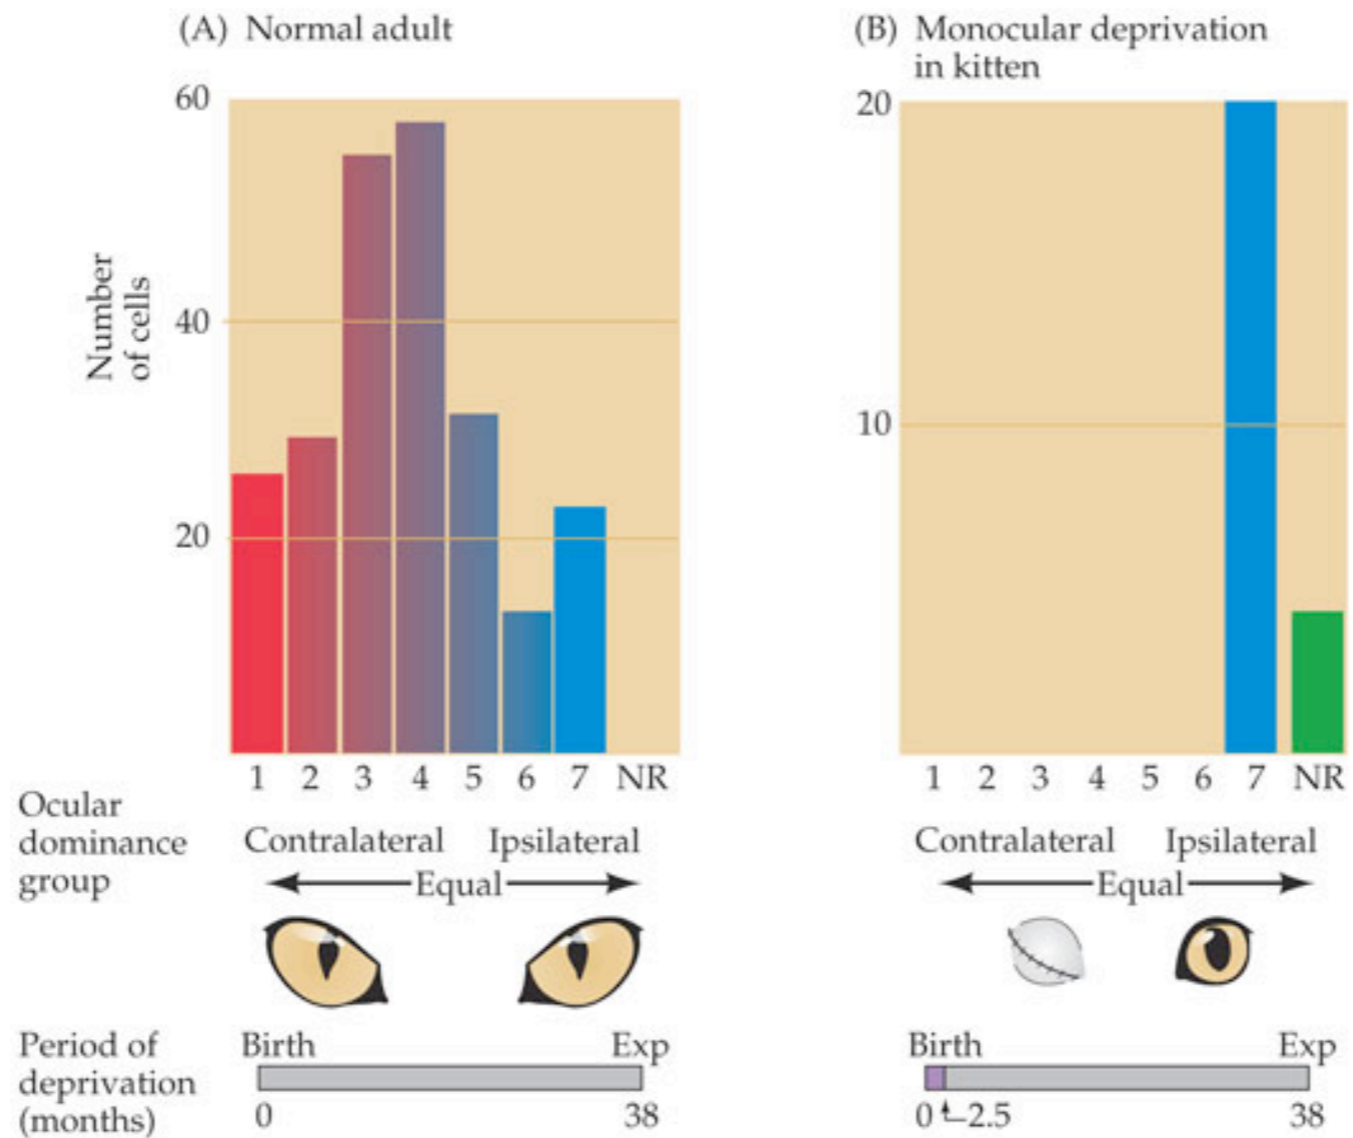 (A) Normal adult
60
40
20
Number
of cells
1 2 3 4 5 6 7 NR
Ocular
dominance
group
Contralateral Ipsilateral
Equal
Birth Exp
Period of
deprivation
(months)
0 38
(B) Monocular deprivation
in kitten
20
10
1 2 3 4 5 6 7 NR
Contralateral Ipsilateral
Equal
Birth Exp
0 2.5 38